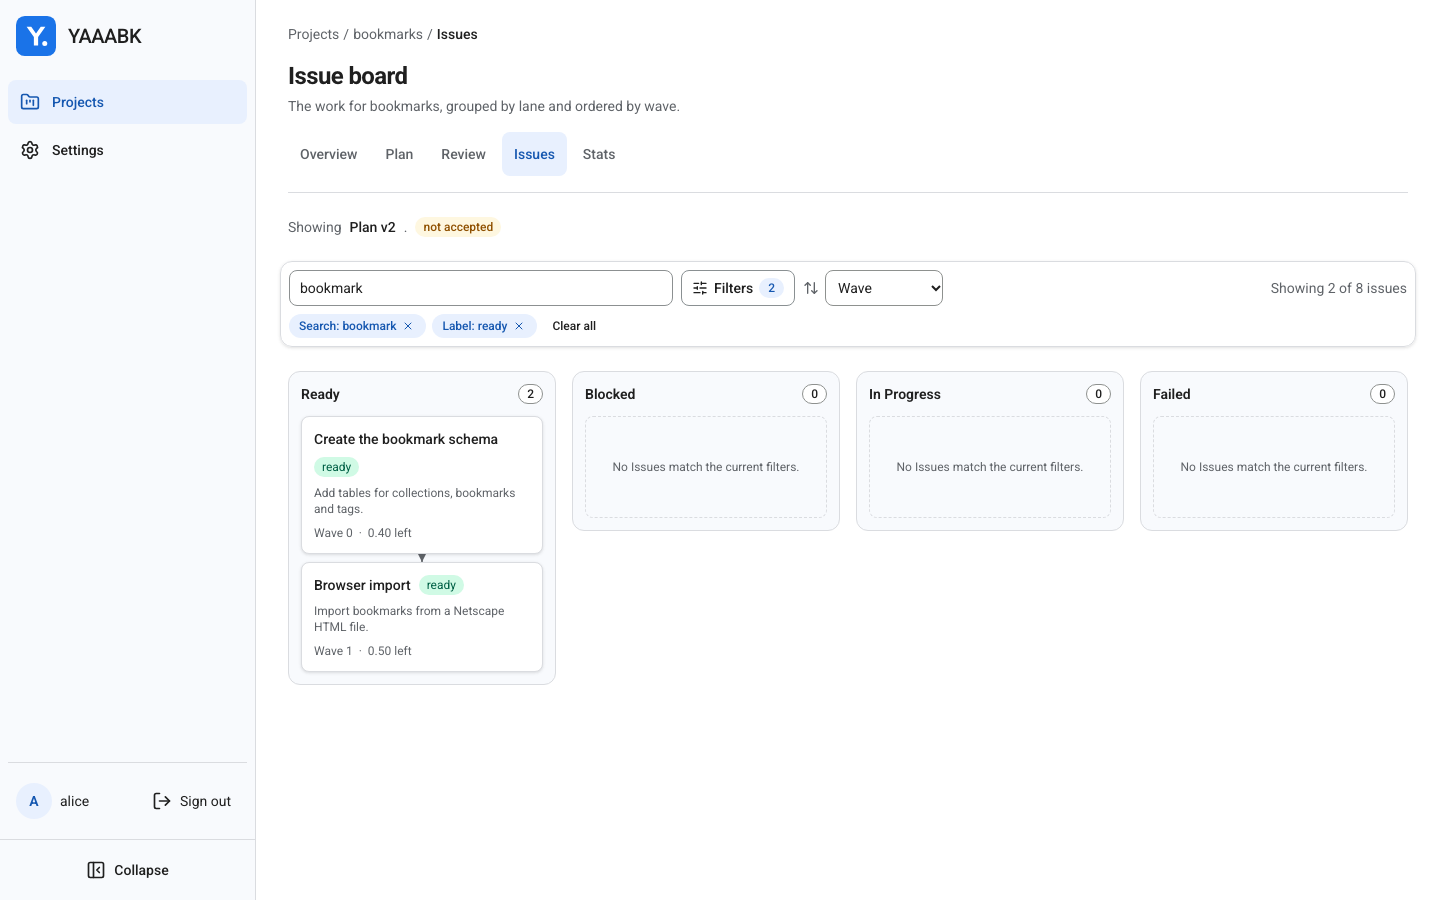 Y. YAAABK
Projects
Settings
A alice Sign out
Collapse
Projects / bookmarks / Issues
Issue board
The work for bookmarks, grouped by lane and ordered by wave.
Overview Plan Review Issues Stats
Showing Plan v2 . not accepted
bookmark Filters 2 Wave Showing 2 of 8 issues
Search: bookmark × Label: ready × Clear all
Ready 2
Create the bookmark schema
ready
Add tables for collections, bookmarks
and tags.
Wave 0 · 0.40 left
Browser import ready
Import bookmarks from a Netscape
HTML file.
Wave 1 · 0.50 left
Blocked 0
No Issues match the current filters.
In Progress 0
No Issues match the current filters.
Failed 0
No Issues match the current filters.